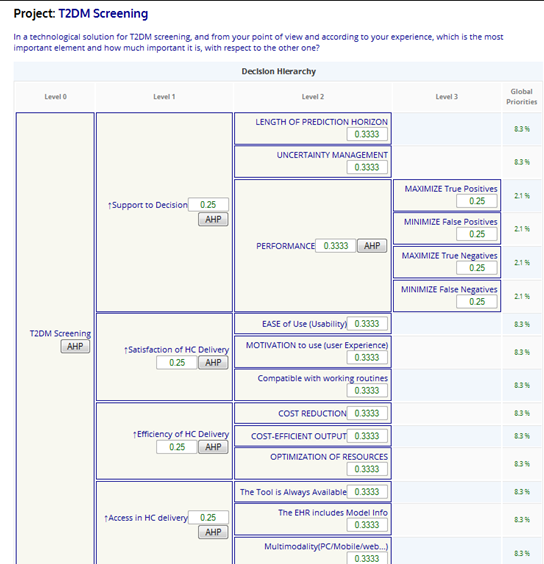 Project: T2DM Screening
In a technological solution for T2DM screening, and from your point of view and according to your experience, which is the most
important element and how much important it is, with respect to the other one?
Decision Hierarchy
Level 0 Level 1 Level 2 Level 3 Global
Priorities
LENGTH OF PREDICTION HORIZON
0.3333 8.3 %
UNCERTAINTY MANAGEMENT
0.3333 8.3 %
MAXIMIZE True Positives
0.25 2.1 %
↑Support to Decision 0.25
AHP
MINIMIZE False Positives
0.25 2.1 %
PERFORMANCE 0.3333 AHP
MAXIMIZE True Negatives
0.25 2.1 %
MINIMIZE False Negatives
0.25 2.1 %
T2DM Screening
AHP
EASE of Use (Usability) 0.3333 8.3 %
↑Satisfaction of HC Delivery
0.25 AHP
MOTIVATION to use (user Experience)
0.3333 8.3 %
Compatible with working routines
0.3333 8.3 %
COST REDUCTION 0.3333 8.3 %
↑Efficiency of HC Delivery
0.25 AHP
COST-EFFICIENT OUTPUT 0.3333 8.3 %
OPTIMIZATION OF RESOURCES
0.3333 8.3 %
The Tool is Always Available 0.3333 8.3 %
↑Access in HC delivery 0.25
AHP
The EHR includes Model Info
0.3333 8.3 %
Multimodality(PC/Mobile/web...)
0.3333 8.3 %